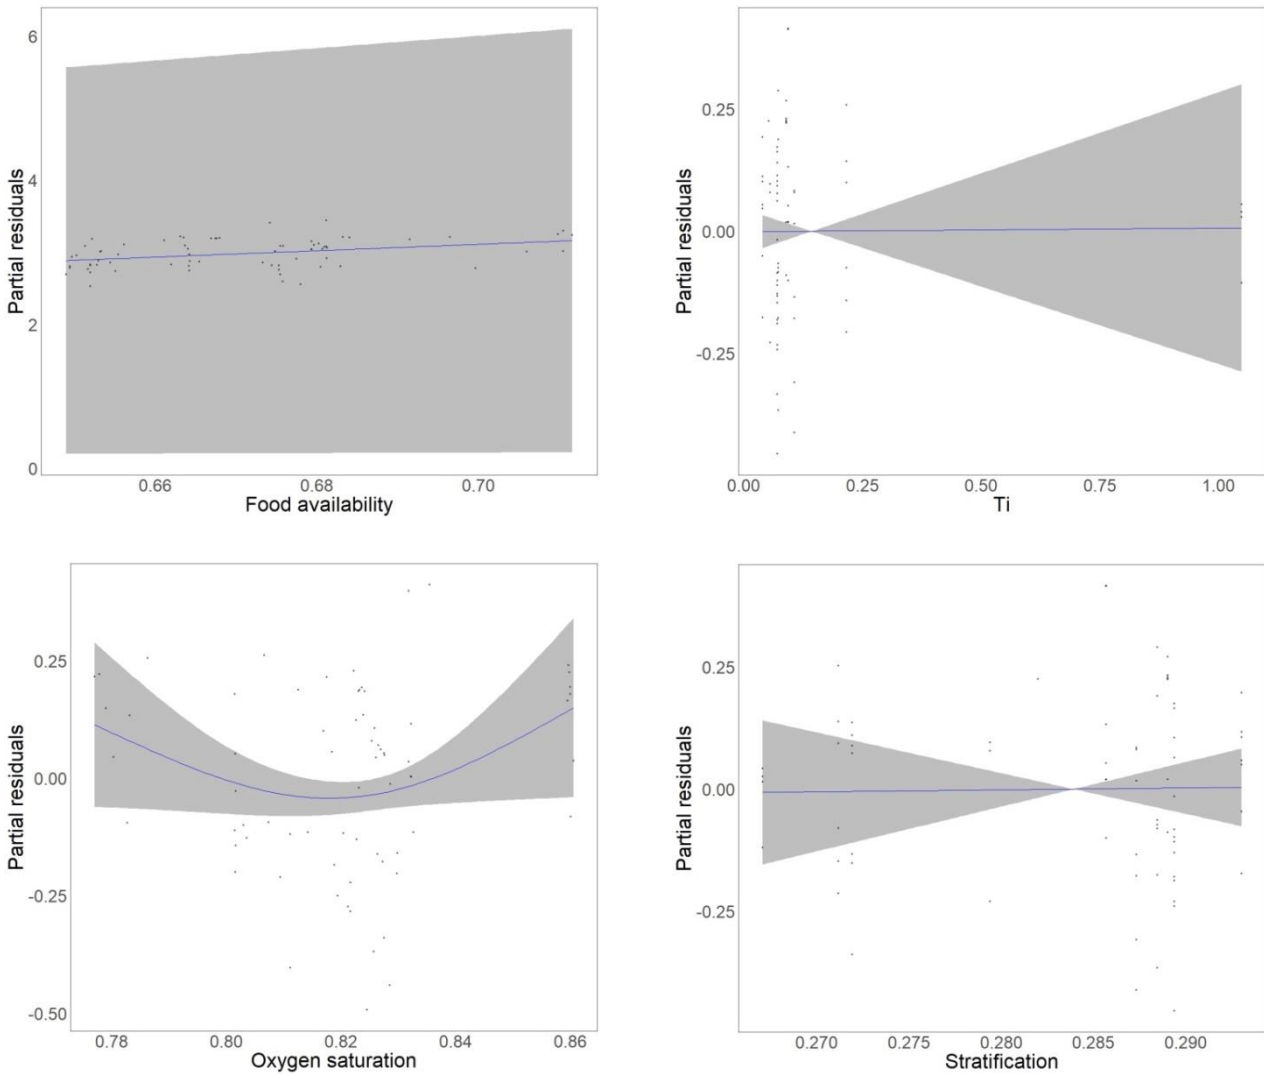 Partial residuals
6
4
2
0
0.66 0.68 0.70
Food availability
Partial residuals
0.25
0.00
-0.25
0.00 0.25 0.50 0.75 1.00
Ti
Partial residuals
0.25
0.00
-0.25
-0.50
0.78 0.80 0.82 0.84 0.86
Oxygen saturation
Partial residuals
0.25
0.00
-0.25
0.270 0.275 0.280 0.285 0.290
Stratification